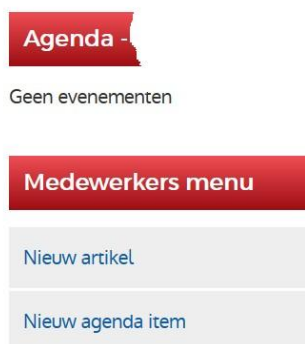 Agenda -
Geen evenementen
Medewerkers menu
Nieuw artikel
Nieuw agenda item